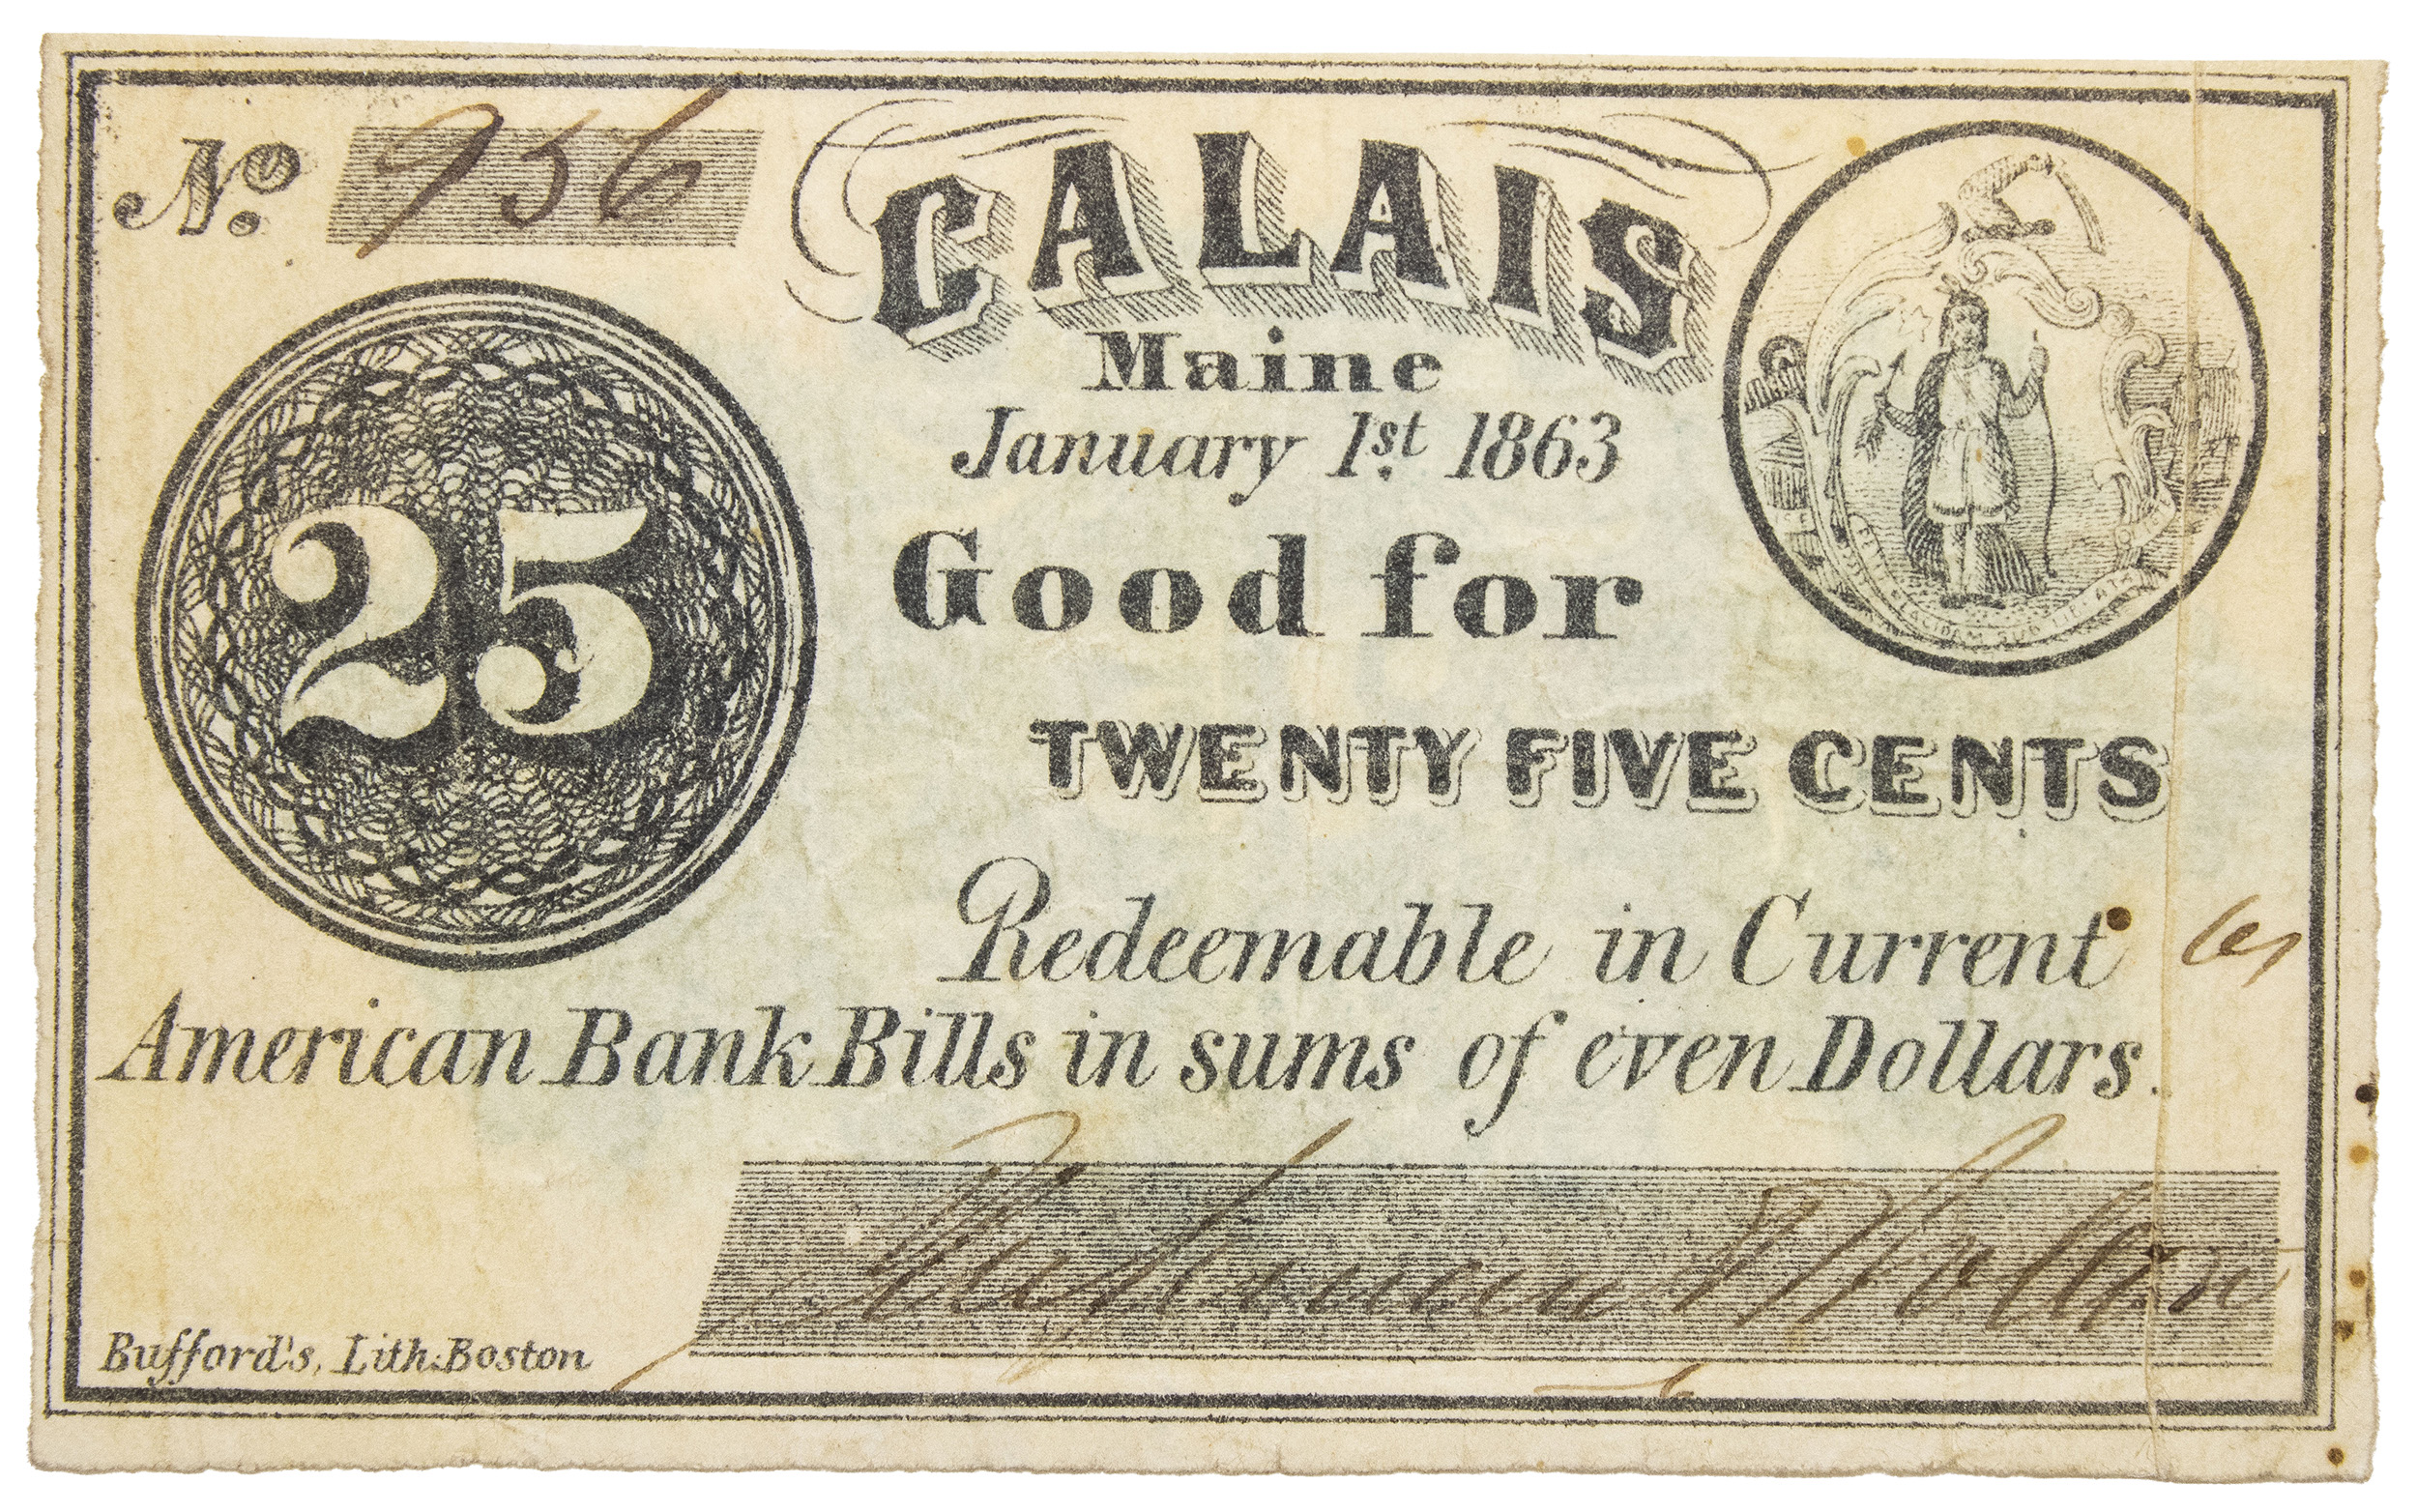 No. 956
CALAIS
Maine
January 1st 1863
Good for
25
TWENTY FIVE CENTS
Redeemable in Current
American Bank Bills in sums of even Dollars.
Bufford's, Lith. Boston